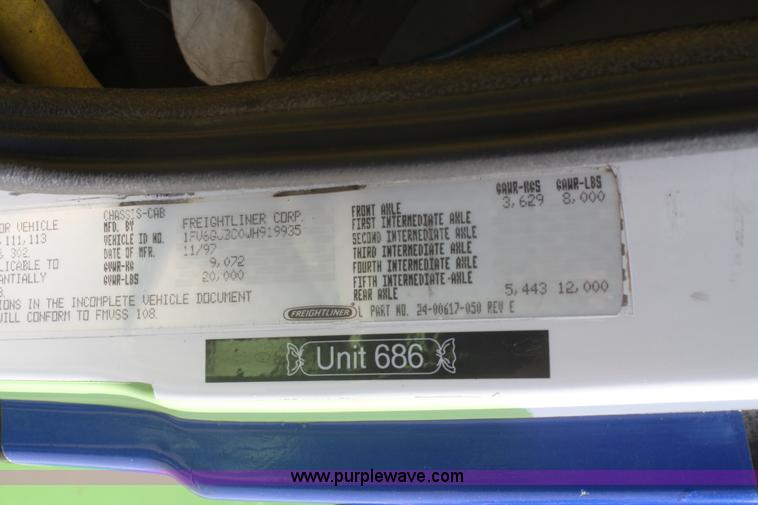 OR VEHICLE
111,113
302
LICABLE TO
TANTIALLY
IONS IN THE INCOMPLETE VEHICLE DOCUMENT
WILL CONFORM TO FMVSS 108.
CHASSIS-CAB
MFD. BY FREIGHTLINER CORP.
VEHICLE ID NO.
DATE OF MFR. 11/97
GVWR-KG 9,072
GVWR-LBS 20,000
GAWR-KGS GAWR-LBS
FRONT AXLE 3,629 8,000
FIRST INTERMEDIATE AXLE
SECOND INTERMEDIATE AXLE
THIRD INTERMEDIATE AXLE
FOURTH INTERMEDIATE AXLE
FIFTH INTERMEDIATE-AXLE
REAR AXLE 5,443 12,000
FREIGHTLINER
L PART NO. 24-00617-050 REV E
Unit 686
www.purplewave.com